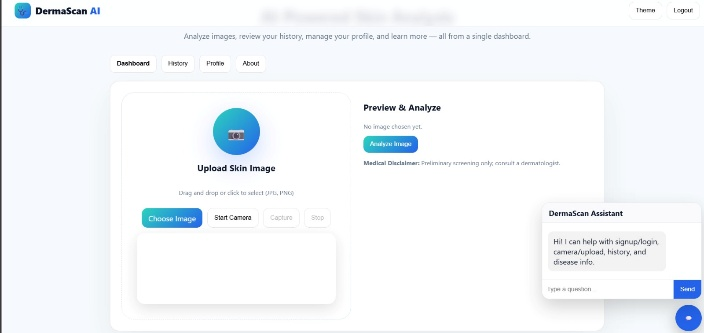 DermaScan AI
Theme
Logout
AI-Powered Skin Analysis
Analyze images, review your history, manage your profile, and learn more — all from a single dashboard.
Dashboard
History
Profile
About
Upload Skin Image
Drag and drop or click to select (JPG, PNG)
Choose Image
Start Camera
Capture
Stop
Preview & Analyze
No image chosen yet.
Analyze Image
Medical Disclaimer: Preliminary screening only; consult a dermatologist.
DermaScan Assistant
Hi! I can help with signup/login,
camera/upload, history, and
disease info.
Type a question
Send